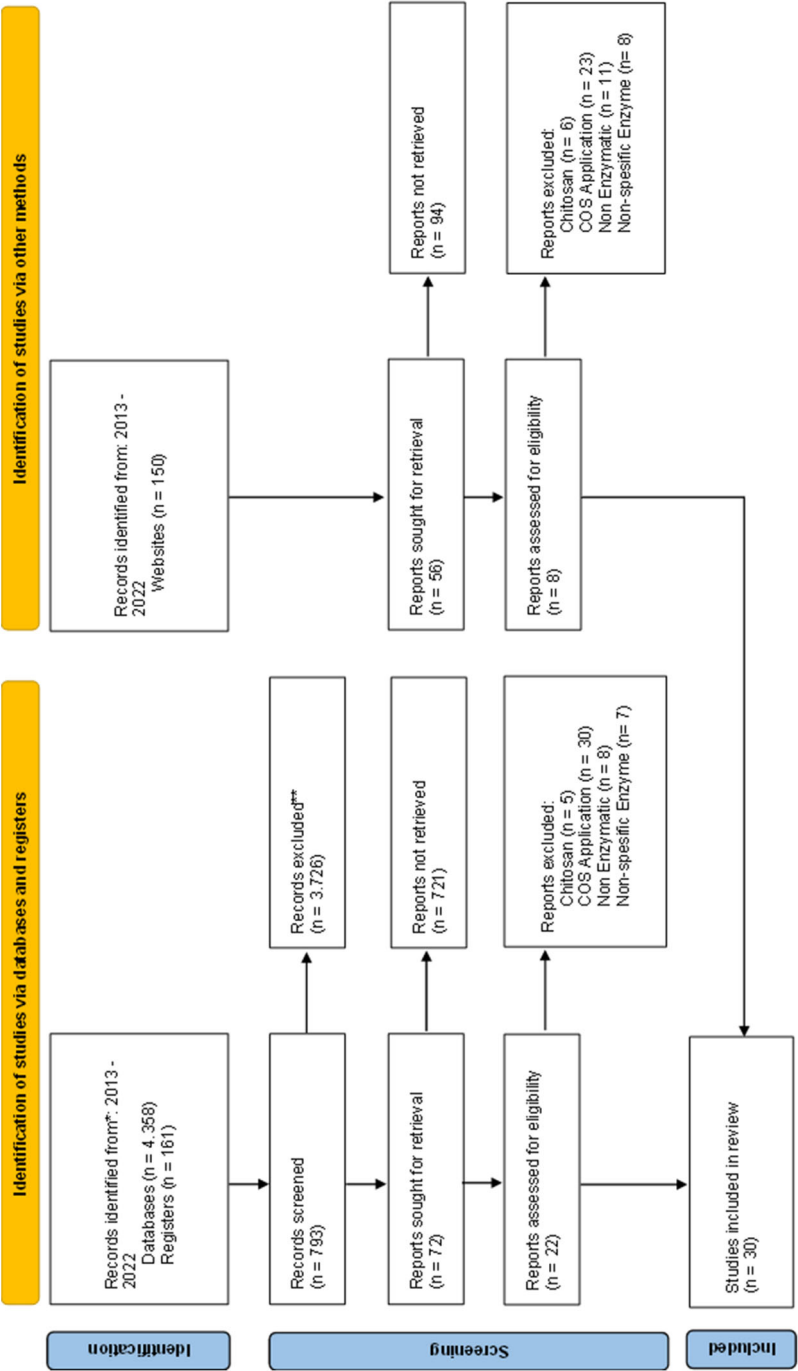 Identification of studies via databases and registers
Identification of studies via other methods
Identification
Records identified from*: 2013 -
2022
Databases (n = 4.358)
Registers (n = 161)
Records identified from: 2013 -
2022
Websites (n = 150)
Screening
Records screened
(n = 793)
Records excluded**
(n = 3.726)
Reports sought for retrieval
(n = 72)
Reports not retrieved
(n = 721)
Reports sought for retrieval
(n = 56)
Reports not retrieved
(n = 94)
Reports assessed for eligibility
(n = 22)
Reports excluded:
Chitosan (n = 5)
COS Application (n = 30)
Non Enzymatic (n = 8)
Non-spesific Enzyme (n= 7)
Reports assessed for eligibility
(n = 8)
Reports excluded:
Chitosan (n = 6)
COS Application (n = 23)
Non Enzymatic (n = 11)
Non-spesific Enzyme (n= 8)
Included
Studies included in review
(n = 30)